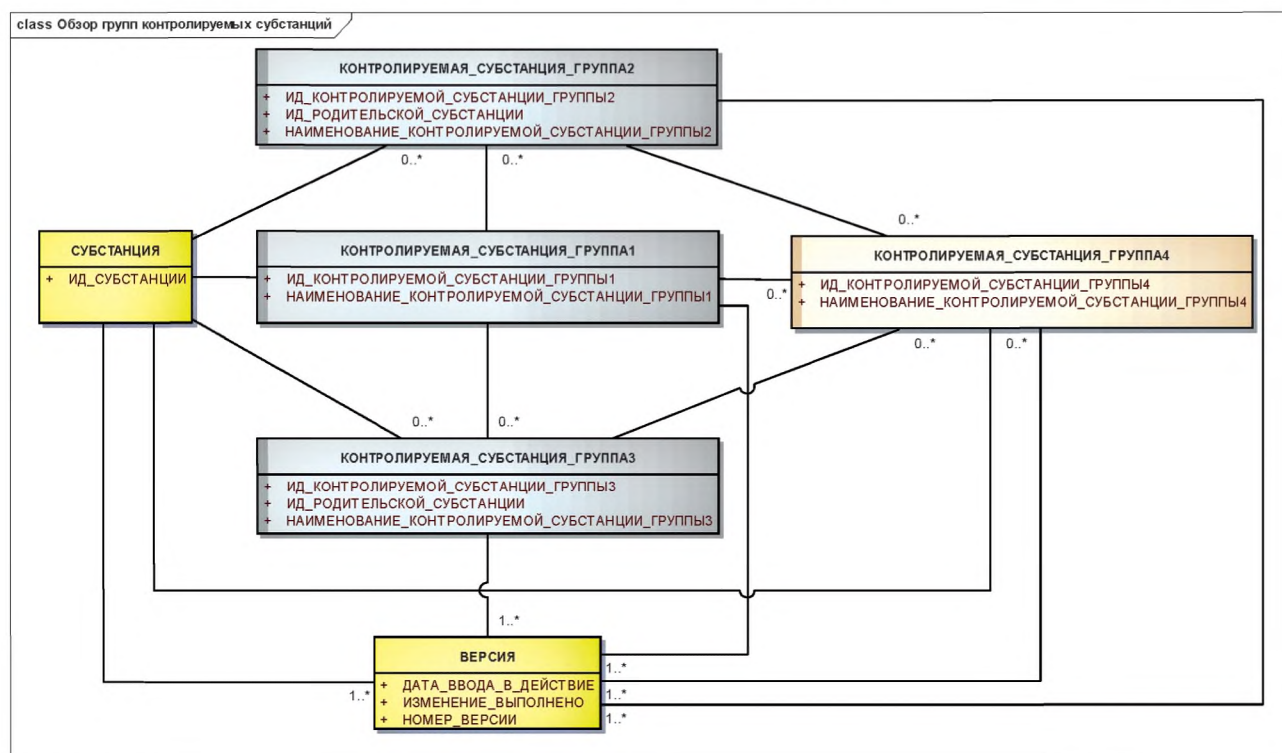 class Обзор групп контролируемых субстанций
КОНТРОЛИРУЕМАЯ_СУБСТАНЦИЯ_ГРУППА2
+ ИД_КОНТРОЛИРУЕМОЙ_СУБСТАНЦИИ_ГРУППЫ2
+ ИД_РОДИТЕЛЬСКОЙ_СУБСТАНЦИИ
+ НАИМЕНОВАНИЕ_КОНТРОЛИРУЕМОЙ_СУБСТАНЦИИ_ГРУППЫ2
0..*
0..*
0..*
СУБСТАНЦИЯ
+ ИД_СУБСТАНЦИИ
КОНТРОЛИРУЕМАЯ_СУБСТАНЦИЯ_ГРУППА1
+ ИД_КОНТРОЛИРУЕМОЙ_СУБСТАНЦИИ_ГРУППЫ1
+ НАИМЕНОВАНИЕ_КОНТРОЛИРУЕМОЙ_СУБСТАНЦИИ_ГРУППЫ1
0..*
КОНТРОЛИРУЕМАЯ_СУБСТАНЦИЯ_ГРУППА4
+ ИД_КОНТРОЛИРУЕМОЙ_СУБСТАНЦИИ_ГРУППЫ4
+ НАИМЕНОВАНИЕ_КОНТРОЛИРУЕМОЙ_СУБСТАНЦИИ_ГРУППЫ4
0..*
0..*
0..*
0..*
КОНТРОЛИРУЕМАЯ_СУБСТАНЦИЯ_ГРУППА3
+ ИД_КОНТРОЛИРУЕМОЙ_СУБСТАНЦИИ_ГРУППЫ3
+ ИД_РОДИТЕЛЬСКОЙ_СУБСТАНЦИИ
+ НАИМЕНОВАНИЕ_КОНТРОЛИРУЕМОЙ_СУБСТАНЦИИ_ГРУППЫ3
1..*
ВЕРСИЯ
+ ДАТА_ВВОДА_В_ДЕЙСТВИЕ
+ ИЗМЕНЕНИЕ_ВЫПОЛНЕНО
+ НОМЕР_ВЕРСИИ
1..*
1..*
1..*
1..*